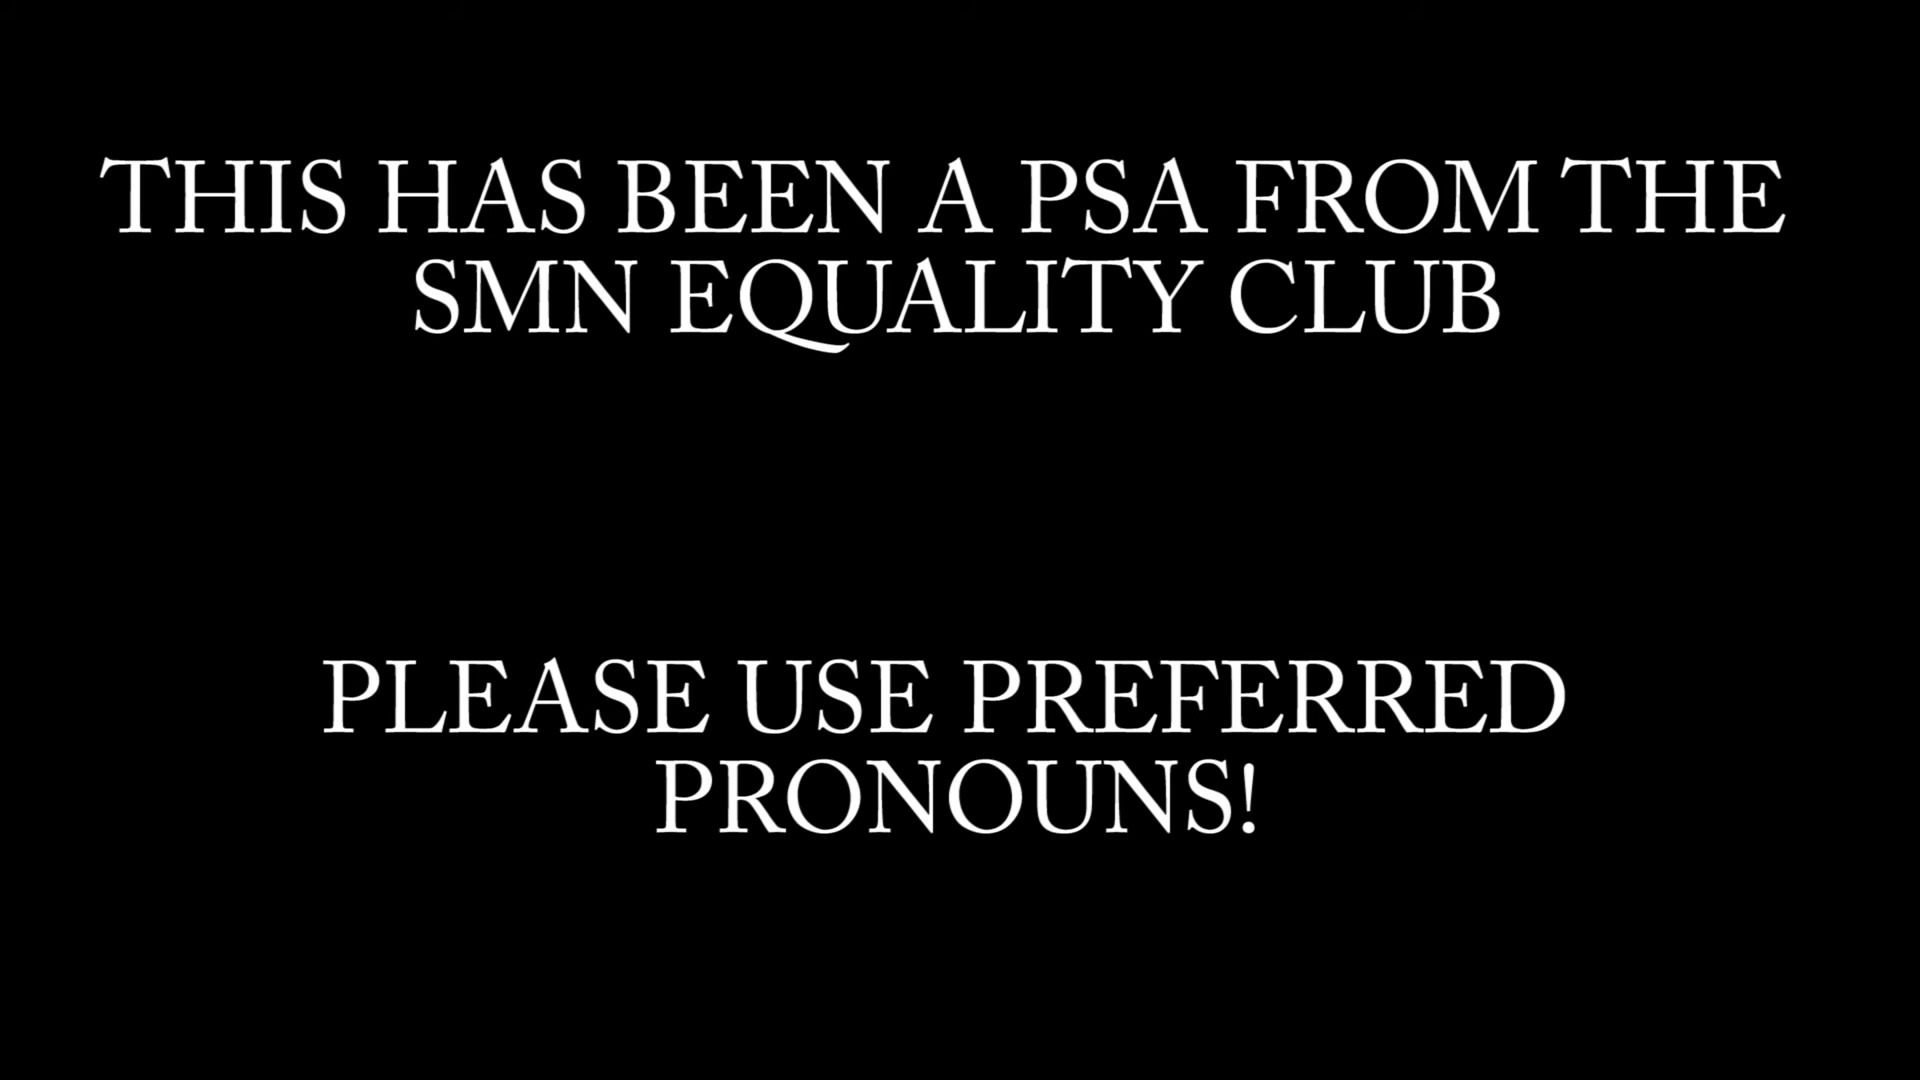 THIS HAS BEEN A PSA FROM THE
SMN EQUALITY CLUB
PLEASE USE PREFERRED
PRONOUNS!